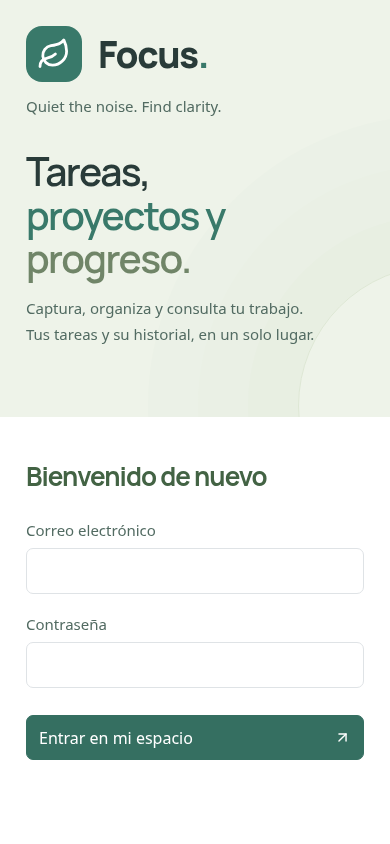 Focus.
Quiet the noise. Find clarity.
Tareas,
proyectos y
progreso.
Captura, organiza y consulta tu trabajo.
Tus tareas y su historial, en un solo lugar.
Bienvenido de nuevo
Correo electrónico
Contraseña
Entrar en mi espacio